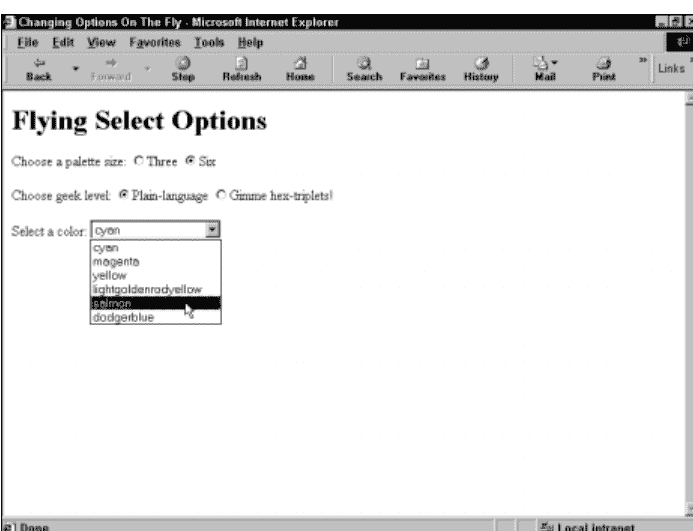 Changing Options On The Fly - Microsoft Internet Explorer
File Edit View Favorites Tools Help
Back Forward Stop Refresh Home Search Favorites History Mail Print » Links »
Flying Select Options
Choose a palette size: Three Six
Choose geek level: Plain-language Gimme hex-triplets!
Select a color: cyan
cyan
magenta
yellow
lightgoldenrodyellow
salmon
dodgerblue
Done Local intranet